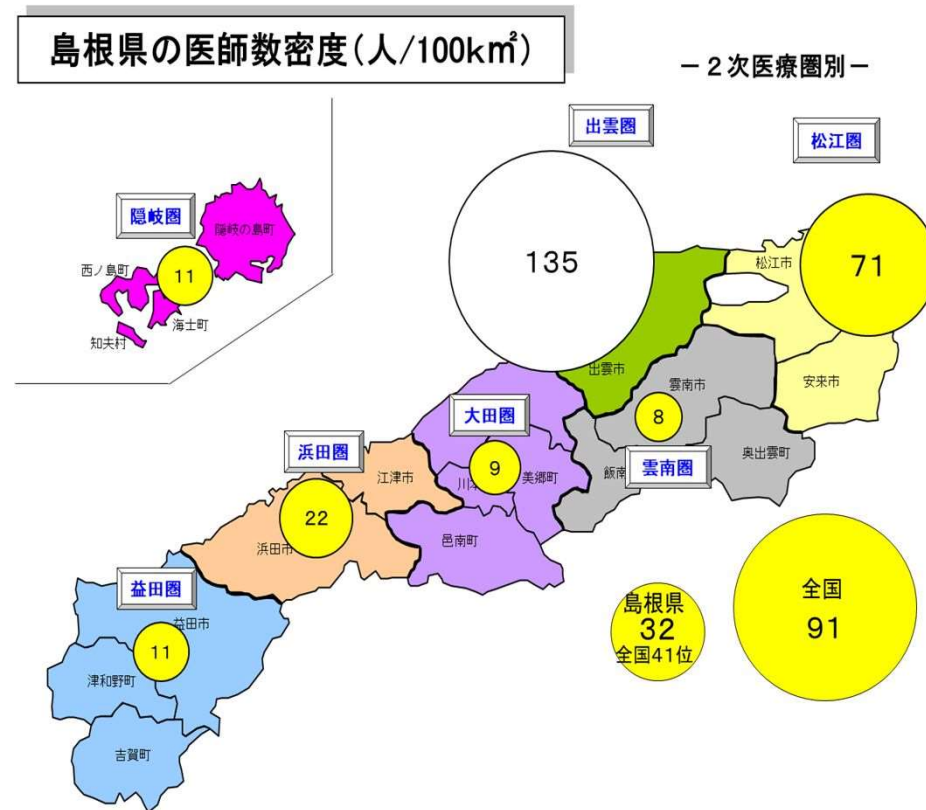 島根県の医師数密度(人/100k㎡)
－2次医療圏別－
出雲圏
松江圏
隠岐圏
隠岐の島町
西ノ島町
11
海士町
知夫村
135
松江市
71
出雲市
雲南市
安来市
8
大田圏
雲南圏
奥出雲町
9
美郷町
浜田圏
江津市
22
浜田市
邑南町
益田圏
益田市
11
津和野町
吉賀町
島根県
32
全国41位
全国
91